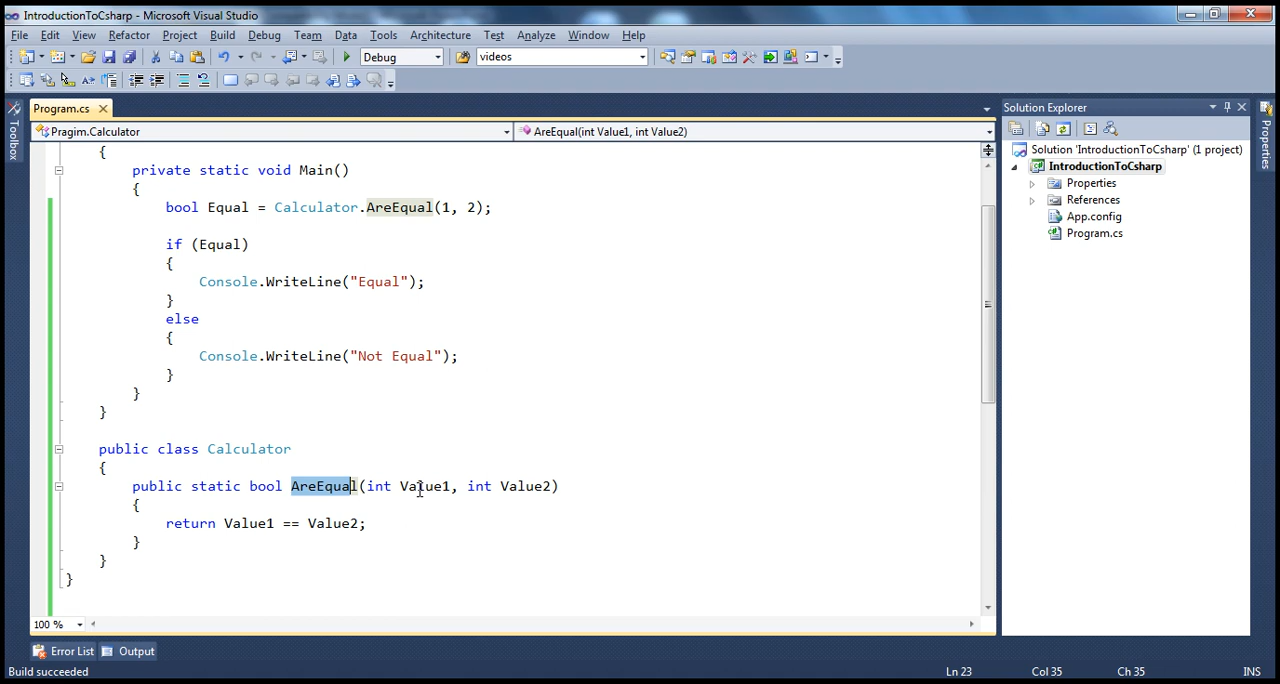 IntroductionToCsharp - Microsoft Visual Studio
File Edit View Refactor Project Build Debug Team Data Tools Architecture Test Analyze Window Help
Debug videos
Program.cs
Pragim.Calculator AreEqual(int Value1, int Value2)
{
private static void Main()
{
bool Equal = Calculator.AreEqual(1, 2);
if (Equal)
{
Console.WriteLine("Equal");
}
else
{
Console.WriteLine("Not Equal");
}
}
}
public class Calculator
{
public static bool AreEqual(int Value1, int Value2)
{
return Value1 == Value2;
}
}
}
100 %
Toolbox
Solution Explorer
Solution 'IntroductionToCsharp' (1 project)
IntroductionToCsharp
Properties
References
App.config
Program.cs
Properties
Error List Output
Build succeeded Ln 23 Col 35 Ch 35 INS